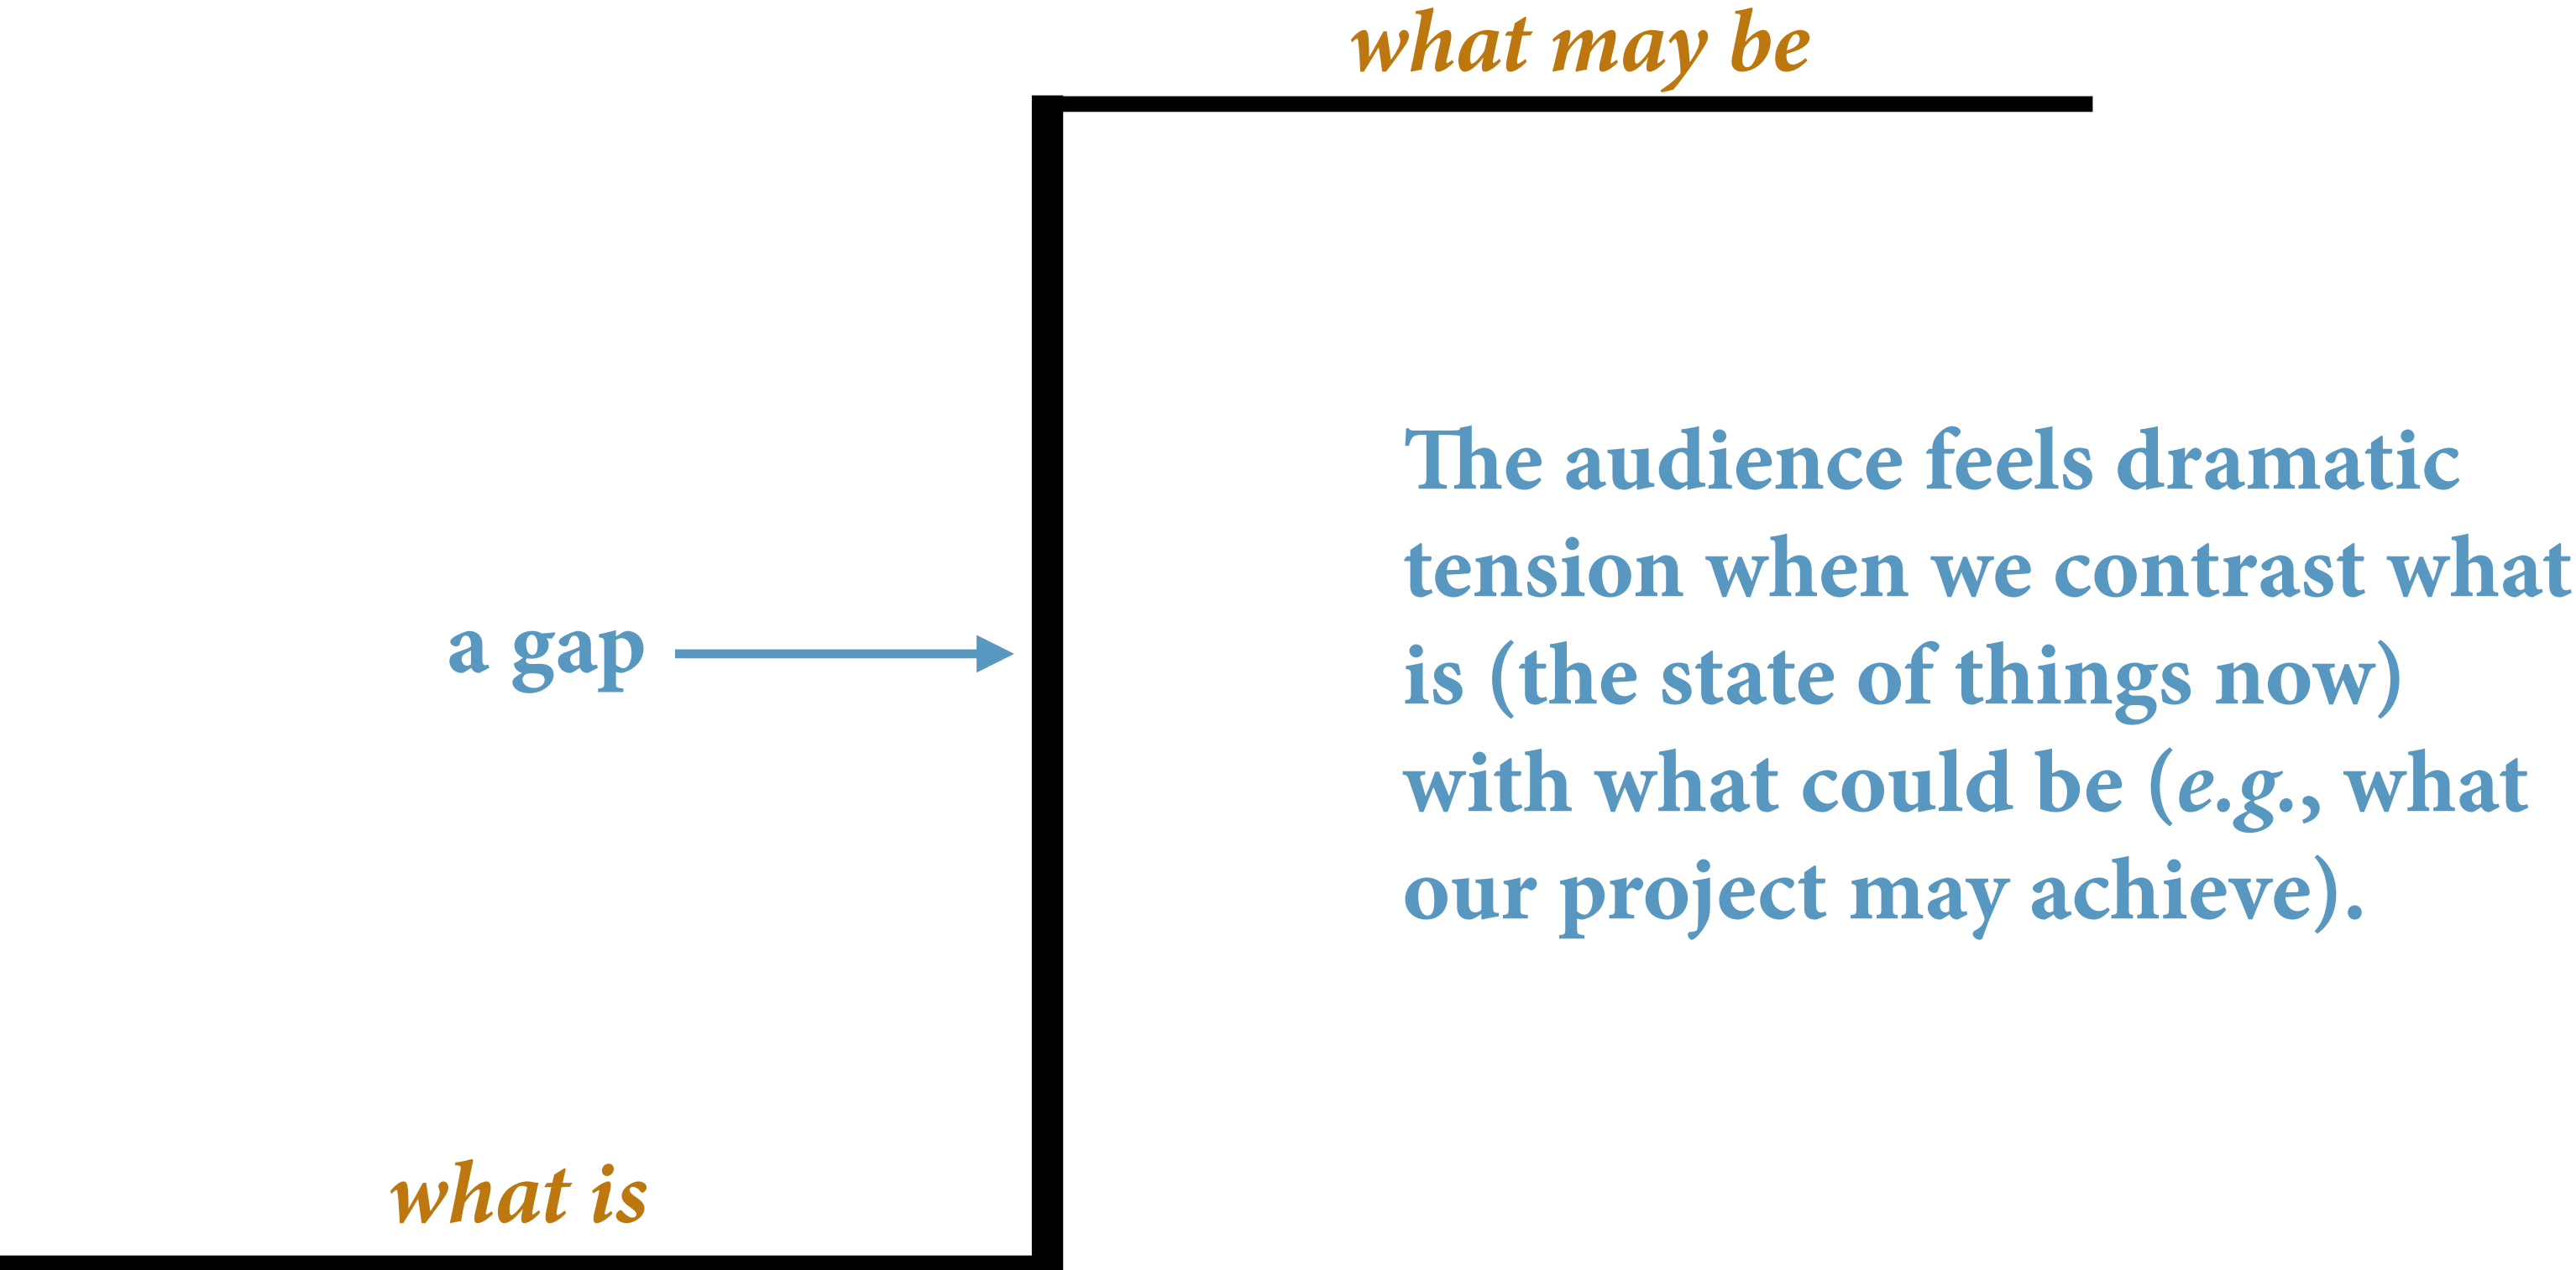 what may be
The audience feels dramatic
tension when we contrast what
a gap
is (the state of things now)
with what could be (e.g., what
our project may achieve).
what is